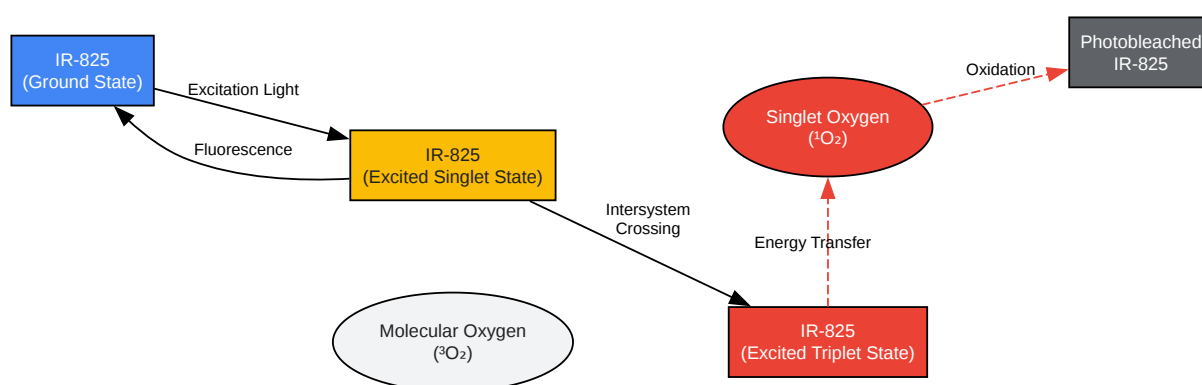 IR-825
(Ground State)
Excitation Light
Fluorescence
IR-825
(Excited Singlet State)
Intersystem
Crossing
Molecular Oxygen
(³O₂)
IR-825
(Excited Triplet State)
Energy Transfer
Singlet Oxygen
(¹O₂)
Oxidation
Photobleached
IR-825